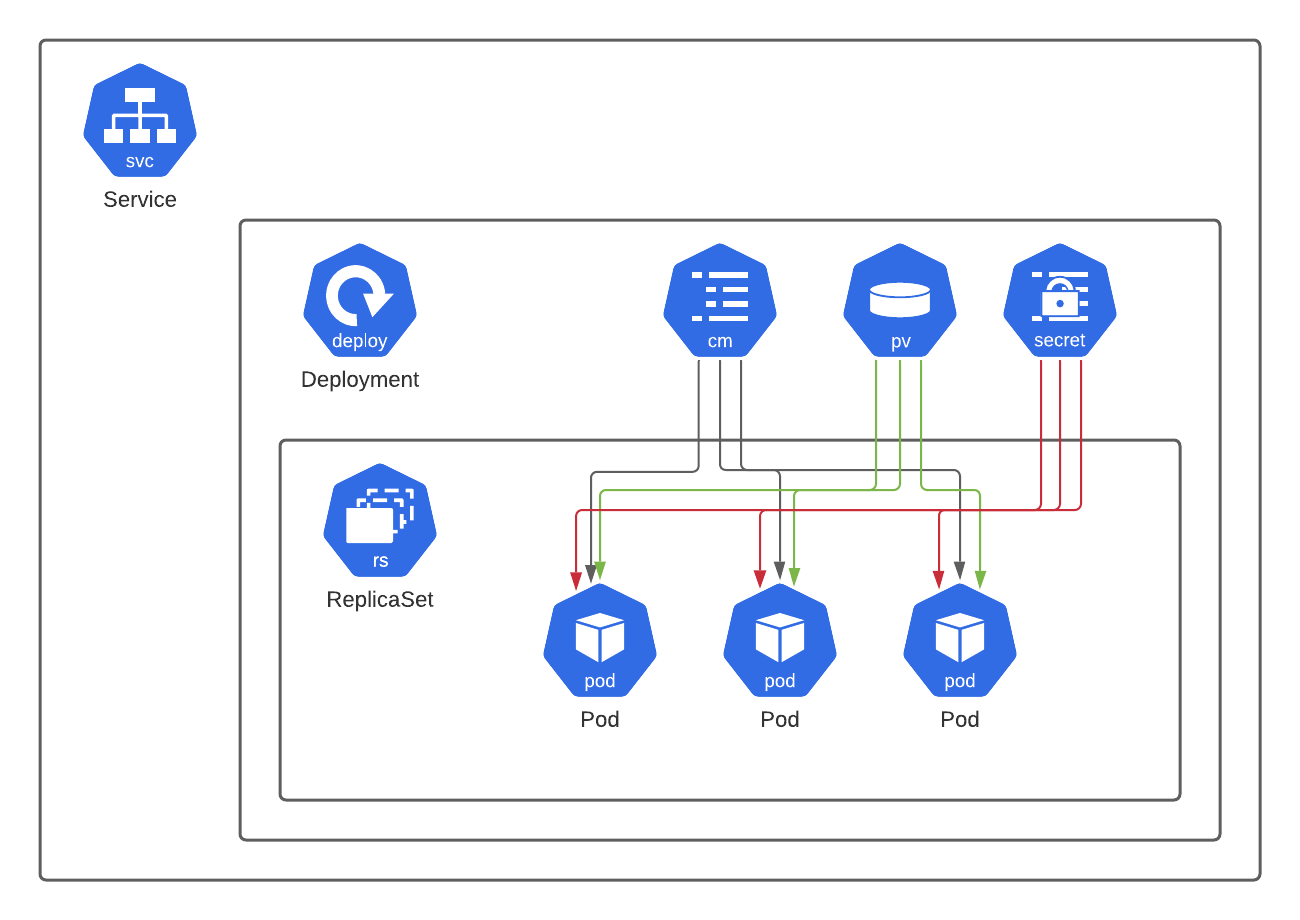 svc
Service
deploy
Deployment
cm
pv
secret
rs
ReplicaSet
pod
Pod
pod
Pod
pod
Pod